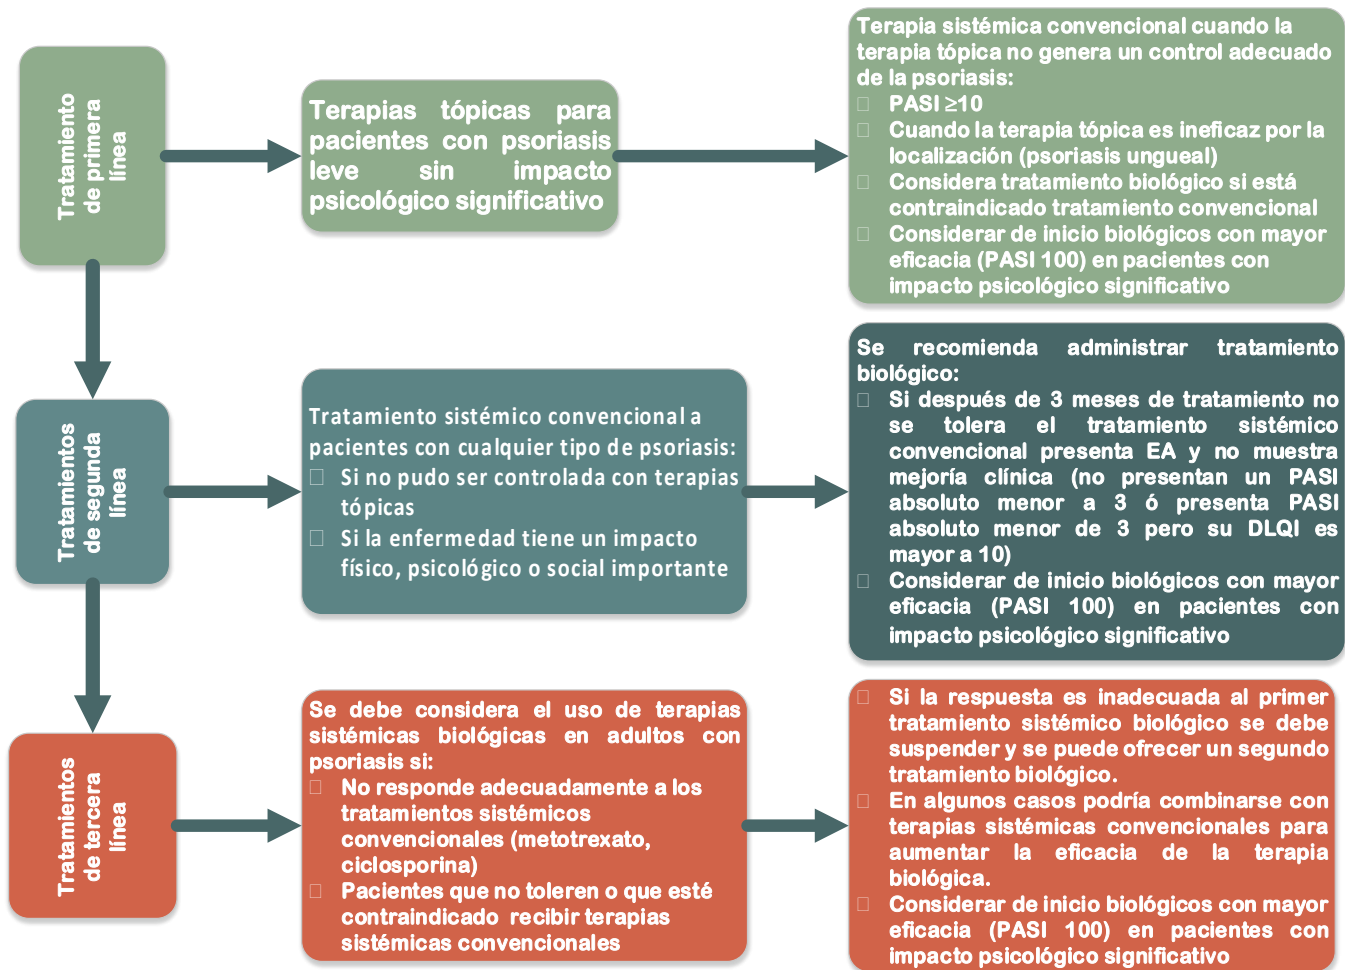 Tratamiento
de primera
línea
Terapias tópicas para
pacientes con psoriasis
leve sin impacto
psicológico significativo
Terapia sistémica convencional cuando la
terapia tópica no genera un control adecuado
de la psoriasis:
PASI ≥10
Cuando la terapia tópica es ineficaz por la
localización (psoriasis ungueal)
Considera tratamiento biológico si está
contraindicado tratamiento convencional
Considerar de inicio biológicos con mayor
eficacia (PASI 100) en pacientes con
impacto psicológico significativo
Tratamientos
de segunda
línea
Tratamiento sistémico convencional a
pacientes con cualquier tipo de psoriasis:
Si no pudo ser controlada con terapias
tópicas
Si la enfermedad tiene un impacto
físico, psicológico o social importante
Se recomienda administrar tratamiento
biológico:
Si después de 3 meses de tratamiento no
se tolera el tratamiento sistémico
convencional presenta EA y no muestra
mejoría clínica (no presentan un PASI
absoluto menor a 3 ó presenta PASI
absoluto menor de 3 pero su DLQI es
mayor a 10)
Considerar de inicio biológicos con mayor
eficacia (PASI 100) en pacientes con
impacto psicológico significativo
Tratamientos
de tercera
línea
Se debe considera el uso de terapias
sistémicas biológicas en adultos con
psoriasis si:
No responde adecuadamente a los
tratamientos sistémicos
convencionales (metotrexato,
ciclosporina)
Pacientes que no toleren o que esté
contraindicado recibir terapias
sistémicas convencionales
Si la respuesta es inadecuada al primer
tratamiento sistémico biológico se debe
suspender y se puede ofrecer un segundo
tratamiento biológico.
En algunos casos podría combinarse con
terapias sistémicas convencionales para
aumentar la eficacia de la terapia
biológica.
Considerar de inicio biológicos con mayor
eficacia (PASI 100) en pacientes con
impacto psicológico significativo